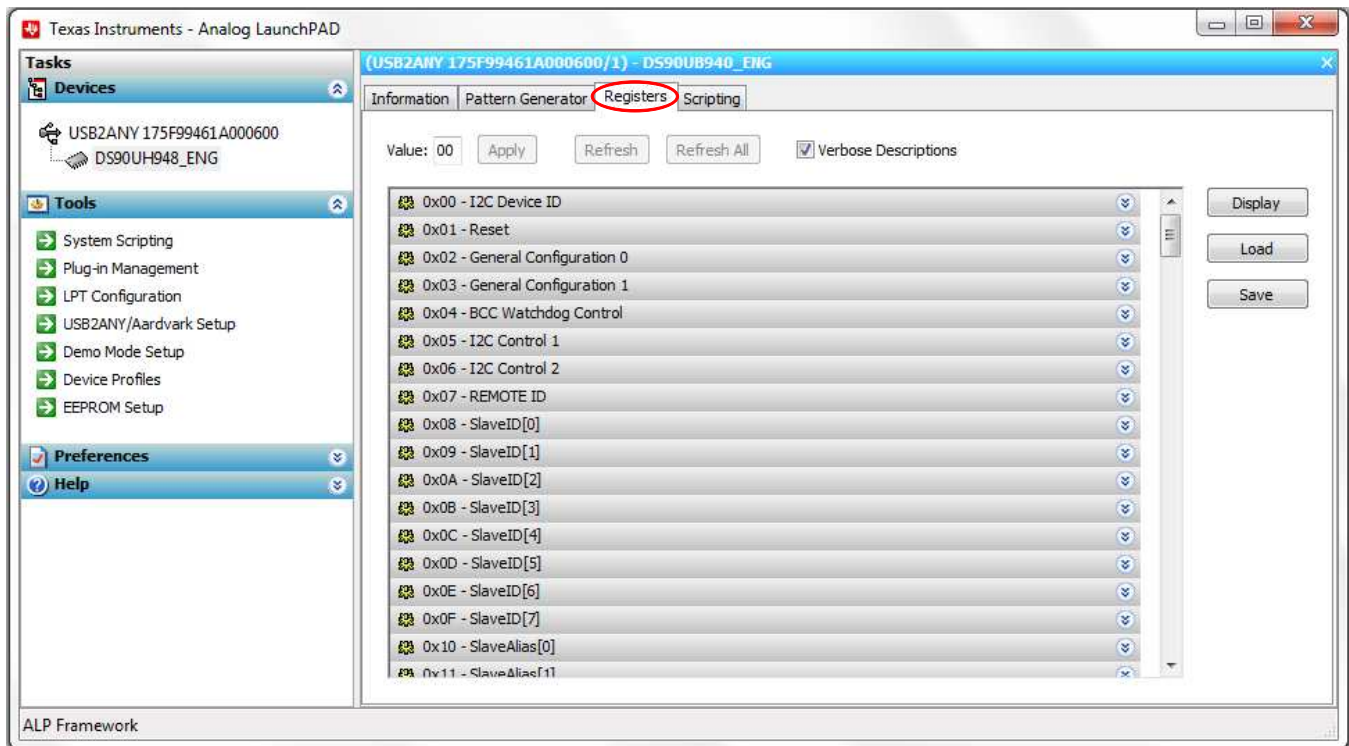 Texas Instruments - Analog LaunchPAD
Tasks
Devices
USB2ANY 175F99461A000600
DS90UH948_ENG
Tools
System Scripting
Plug-in Management
LPT Configuration
USB2ANY/Aardvark Setup
Demo Mode Setup
Device Profiles
EEPROM Setup
Preferences
Help
(USB2ANY 175F99461A000600/1) - DS90UB940_ENG
Information Pattern Generator Registers Scripting
Value: 00 Apply Refresh Refresh All Verbose Descriptions
0x00 - I2C Device ID
0x01 - Reset
0x02 - General Configuration 0
0x03 - General Configuration 1
0x04 - BCC Watchdog Control
0x05 - I2C Control 1
0x06 - I2C Control 2
0x07 - REMOTE ID
0x08 - SlaveID[0]
0x09 - SlaveID[1]
0x0A - SlaveID[2]
0x0B - SlaveID[3]
0x0C - SlaveID[4]
0x0D - SlaveID[5]
0x0E - SlaveID[6]
0x0F - SlaveID[7]
0x10 - SlaveAlias[0]
0x11 - SlaveAlias[1]
Display
Load
Save
ALP Framework